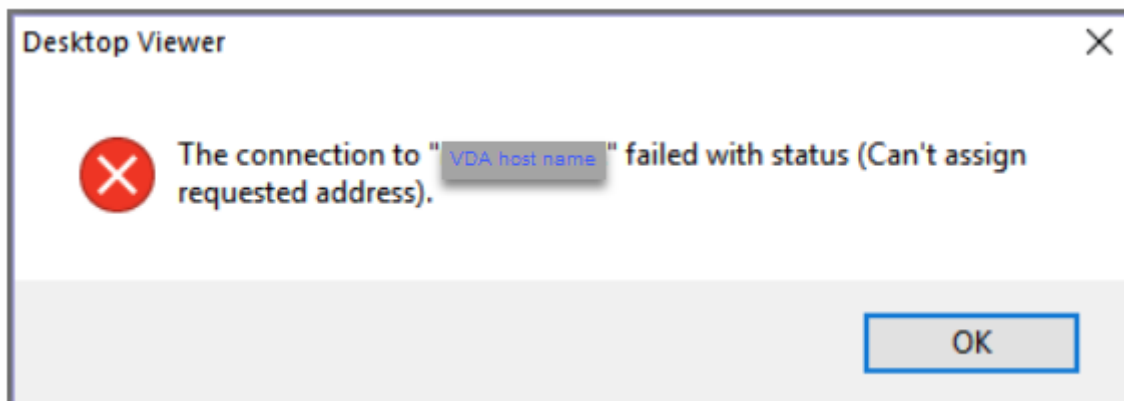 Desktop Viewer
The connection to "VDA host name" failed with status (Can't assign
requested address).
OK